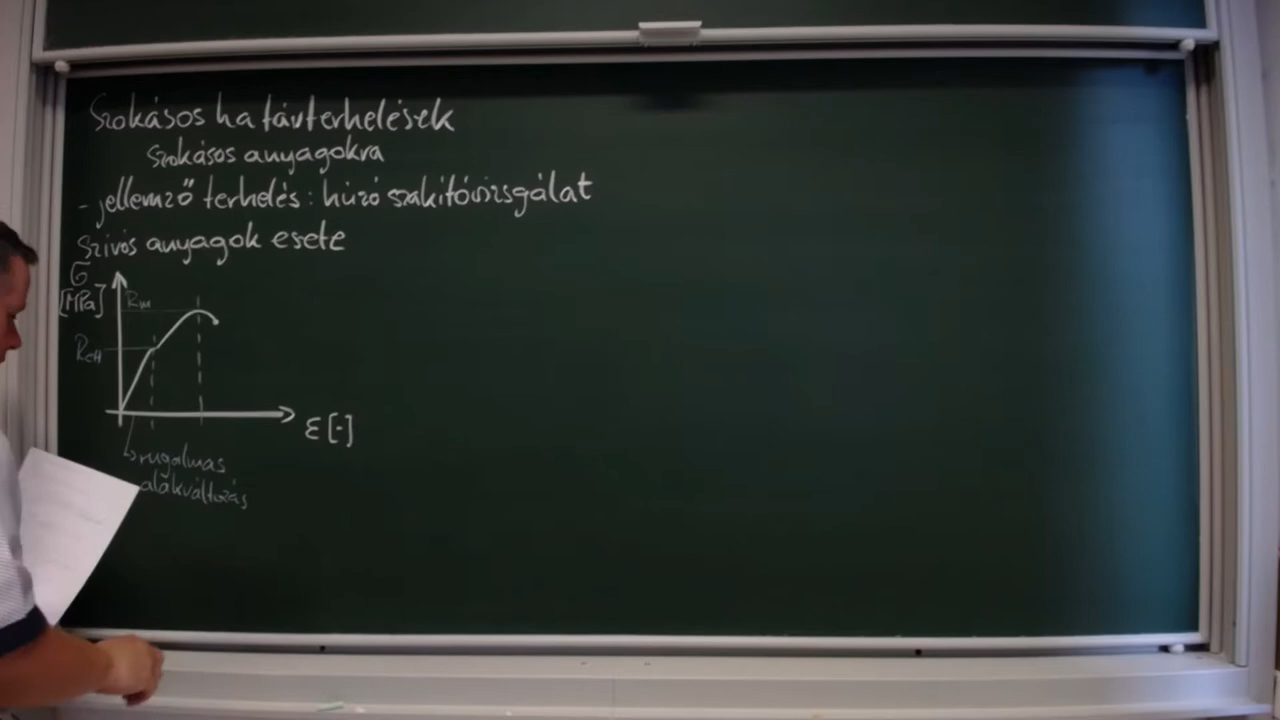 Szokásos határterhelések
szokásos anyagokra
- jellemző terhelés: húzó szakítóvizsgálat
Szívós anyagok esete
σ
[MPa]
Rm
ReH
ε [-]
rugalmas
alakváltozás